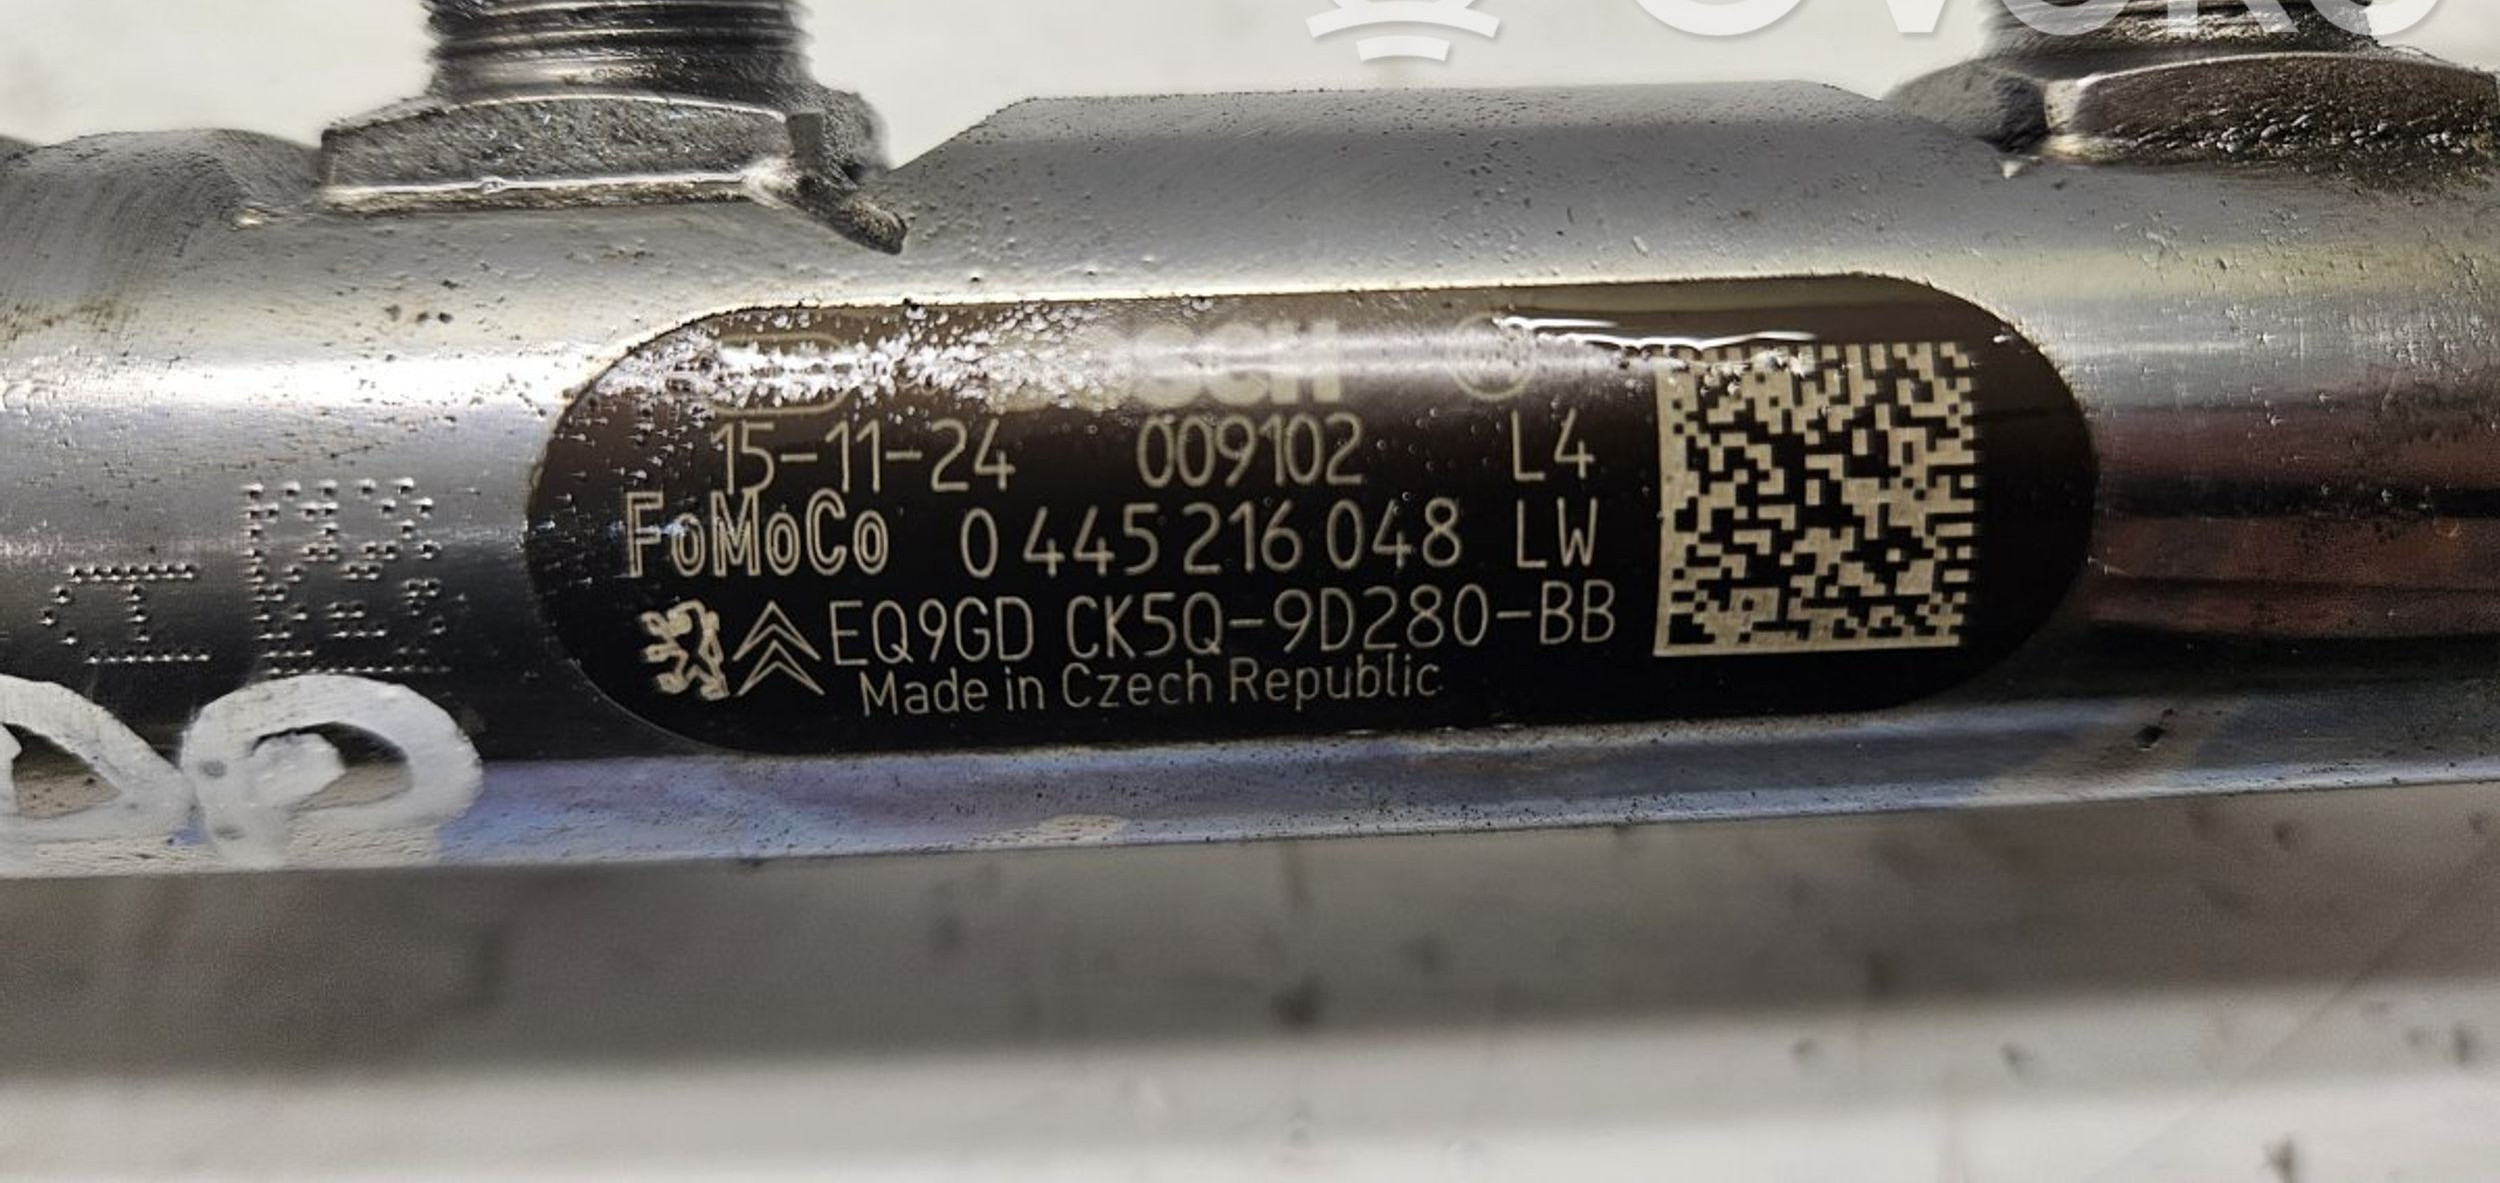 BOSCH
15-11-24 009102 L4
FoMoCo 0 445 216 048 LW
EQ9GD CK5Q-9D280-BB
Made in Czech Republic